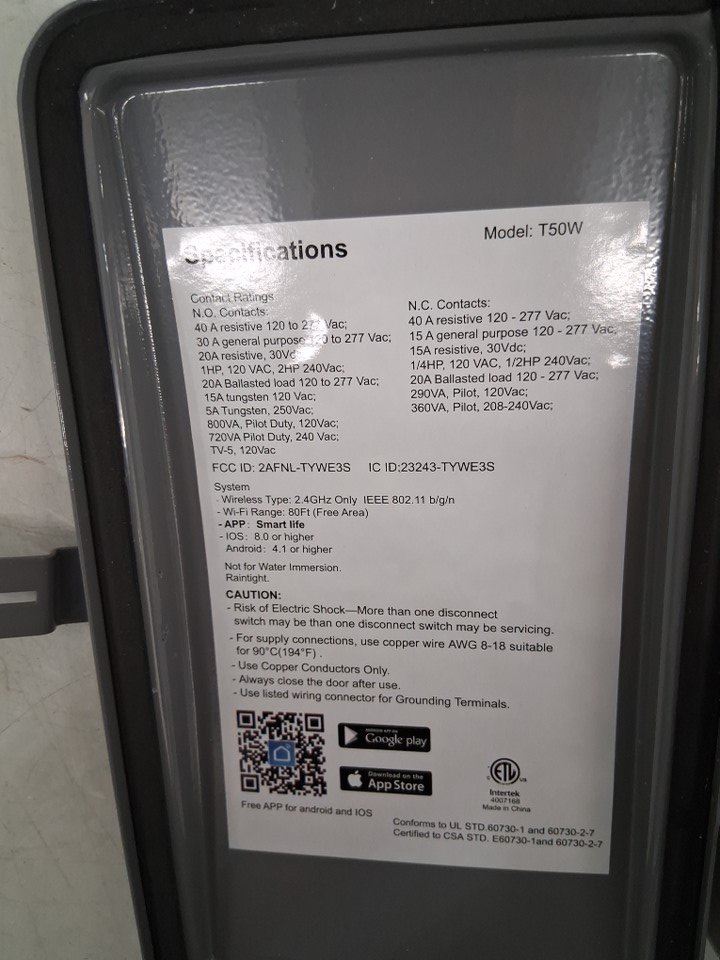 Specifications
Model: T50W
Contact Ratings
N.O. Contacts:
40 A resistive 120 to 277 Vac;
30 A general purpose 120 to 277 Vac;
20A resistive, 30Vdc;
1HP, 120 VAC, 2HP 240Vac;
20A Ballasted load 120 to 277 Vac;
15A tungsten 120 Vac;
5A Tungsten, 250Vac;
800VA, Pilot Duty, 120Vac;
720VA Pilot Duty, 240 Vac;
TV-5, 120Vac
N.C. Contacts:
40 A resistive 120 - 277 Vac;
15 A general purpose 120 - 277 Vac;
15A resistive, 30Vdc;
1/4HP, 120 VAC, 1/2HP 240Vac;
20A Ballasted load 120 - 277 Vac;
290VA, Pilot, 120Vac;
360VA, Pilot, 208-240Vac;
FCC ID: 2AFNL-TYWE3S IC ID:23243-TYWE3S
System
- Wireless Type: 2.4GHz Only IEEE 802.11 b/g/n
- Wi-Fi Range: 80Ft (Free Area)
- APP: Smart life
- IOS: 8.0 or higher
Android: 4.1 or higher
Not for Water Immersion.
Raintight.
CAUTION:
- Risk of Electric Shock—More than one disconnect
switch may be than one disconnect switch may be servicing.
- For supply connections, use copper wire AWG 8-18 suitable
for 90°C(194°F) .
- Use Copper Conductors Only.
- Always close the door after use.
- Use listed wiring connector for Grounding Terminals.
ANDROID APP ON
Google play
Download on the
App Store
Free APP for android and IOS
c ETL us
Intertek
4007168
Made in China
Conforms to UL STD.60730-1 and 60730-2-7
Certified to CSA STD. E60730-1and 60730-2-7